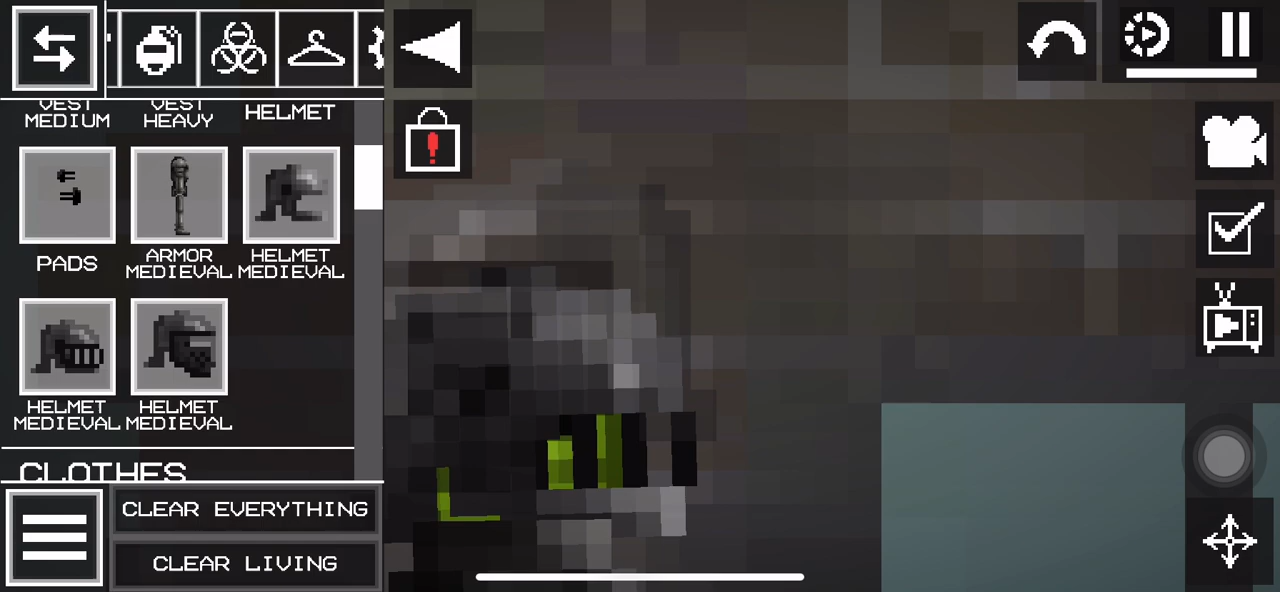 VEST
MEDIUM
VEST
HEAVY
HELMET
PADS
ARMOR
MEDIEVAL
HELMET
MEDIEVAL
HELMET
MEDIEVAL
HELMET
MEDIEVAL
CLOTHES
CLEAR EVERYTHING
CLEAR LIVING